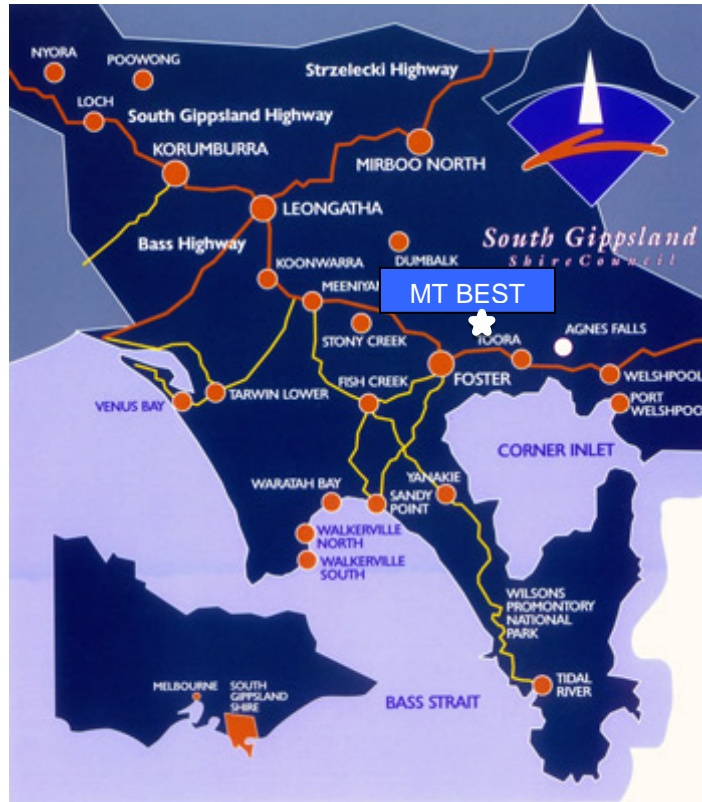 NYORA
POOWONG
Strzelecki Highway
LOCH
South Gippsland Highway
KORUMBURRA
MIRBOO NORTH
LEONGATHA
South Gippsland
Shire Council
Bass Highway
DUMBALK
KOONWARRA
MT BEST
MEENIYAN
STONY CREEK
TOORA
AGNES FALLS
FOSTER
WELSHPOOL
FISH CREEK
VENUS BAY
TARWIN LOWER
PORT
WELSHPOO
CORNER INLET
WARATAH BAY
YANAKIE
SANDY
POINT
WALKERVILLE
NORTH
WALKERVILLE
SOUTH
WILSONS
PROMONTORY
NATIONAL
PARK
TIDAL
RIVER
MELBOURNE
SOUTH
GIPPSLAND
SHIRE
BASS STRAIT